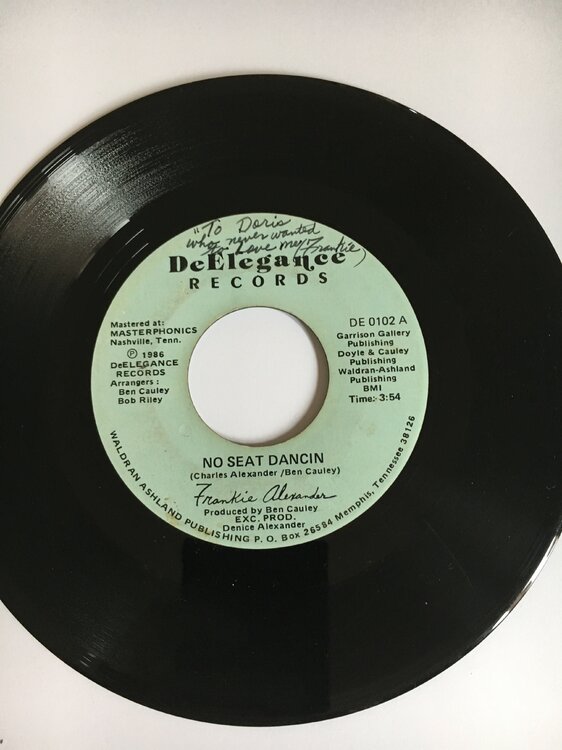 "To Doris
who never wanted
to Love me" (Frankie)
DeElegance
RECORDS
Mastered at:
MASTERPHONICS
Nashville, Tenn.
Ⓟ 1986
DeELEGANCE
RECORDS
Arrangers :
Ben Cauley
Bob Riley
DE 0102 A
Garrison Gallery
Publishing
Doyle & Cauley
Publishing
Waldran-Ashland
Publishing
BMI
Time: 3:54
NO SEAT DANCIN
(Charles Alexander /Ben Cauley)
Frankie Alexander
Produced by Ben Cauley
EXC. PROD.
Denice Alexander
WALDRAN ASHLAND PUBLISHING P. O. Box 26584 Memphis, Tennessee 38126